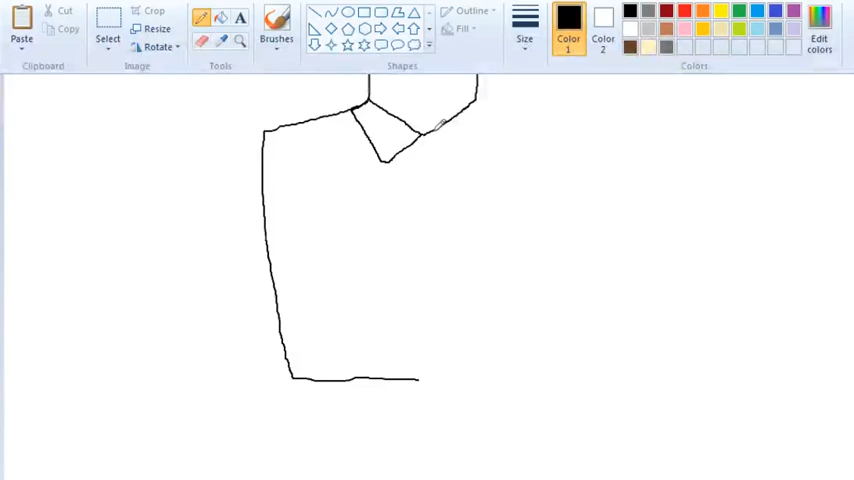 Cut
Copy
Paste
Clipboard
Select
Crop
Resize
Rotate
Image
A
Tools
Brushes
Outline
Fill
Shapes
Size
Color
1
Color
2
Edit
colors
Colors